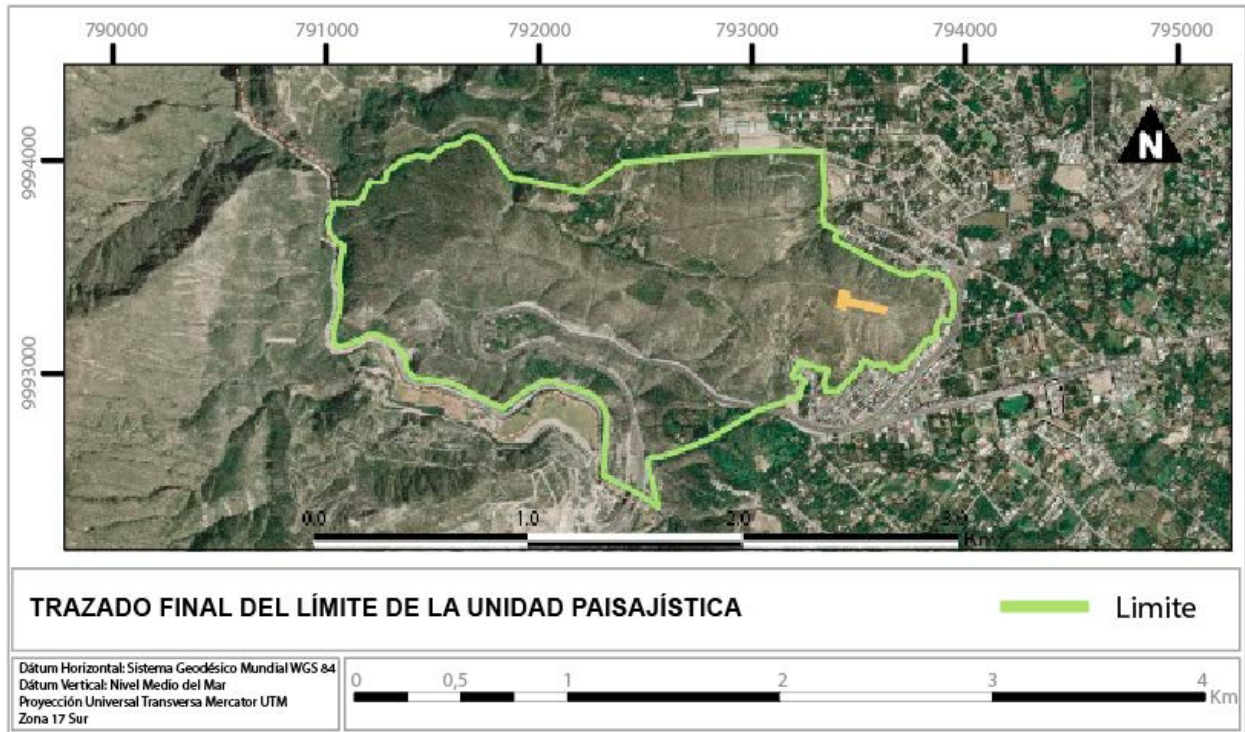 790000 791000 792000 793000 794000 795000
9994000
N
9993000
0.0 1.0 2.0 3.0
Km
TRAZADO FINAL DEL LÍMITE DE LA UNIDAD PAISAJÍSTICA
Limite
Dátum Horizontal: Sistema Geodésico Mundial WGS 84
Dátum Vertical: Nivel Medio del Mar
Proyección Universal Transversa Mercator UTM
Zona 17 Sur
0 0,5 1 2 3 4
Km